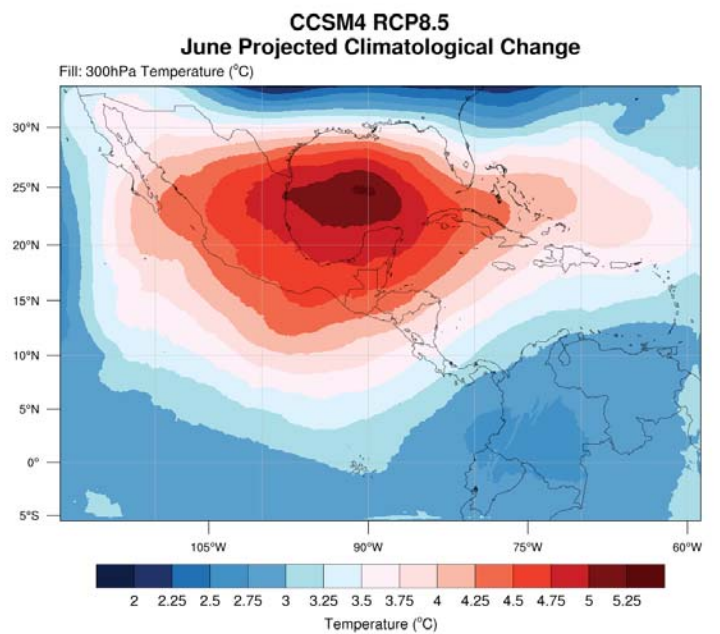 CCSM4 RCP8.5
June Projected Climatological Change
Fill: 300hPa Temperature (°C)
30°N
25°N
20°N
15°N
10°N
5°N
0°
5°S
105°W 90°W 75°W 60°W
2 2.25 2.5 2.75 3 3.25 3.5 3.75 4 4.25 4.5 4.75 5 5.25
Temperature (°C)